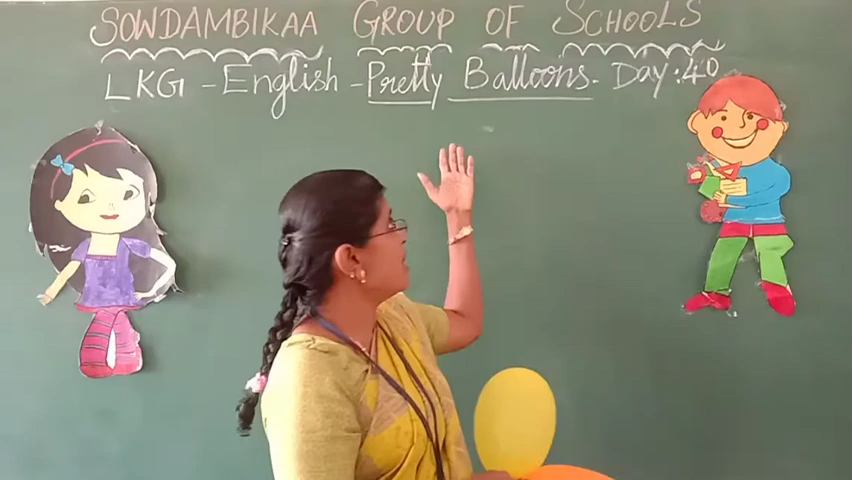 SOWDAMBIKAA GROUP OF SCHOOLS
LKG - English - Pretty Balloons. Day: 40